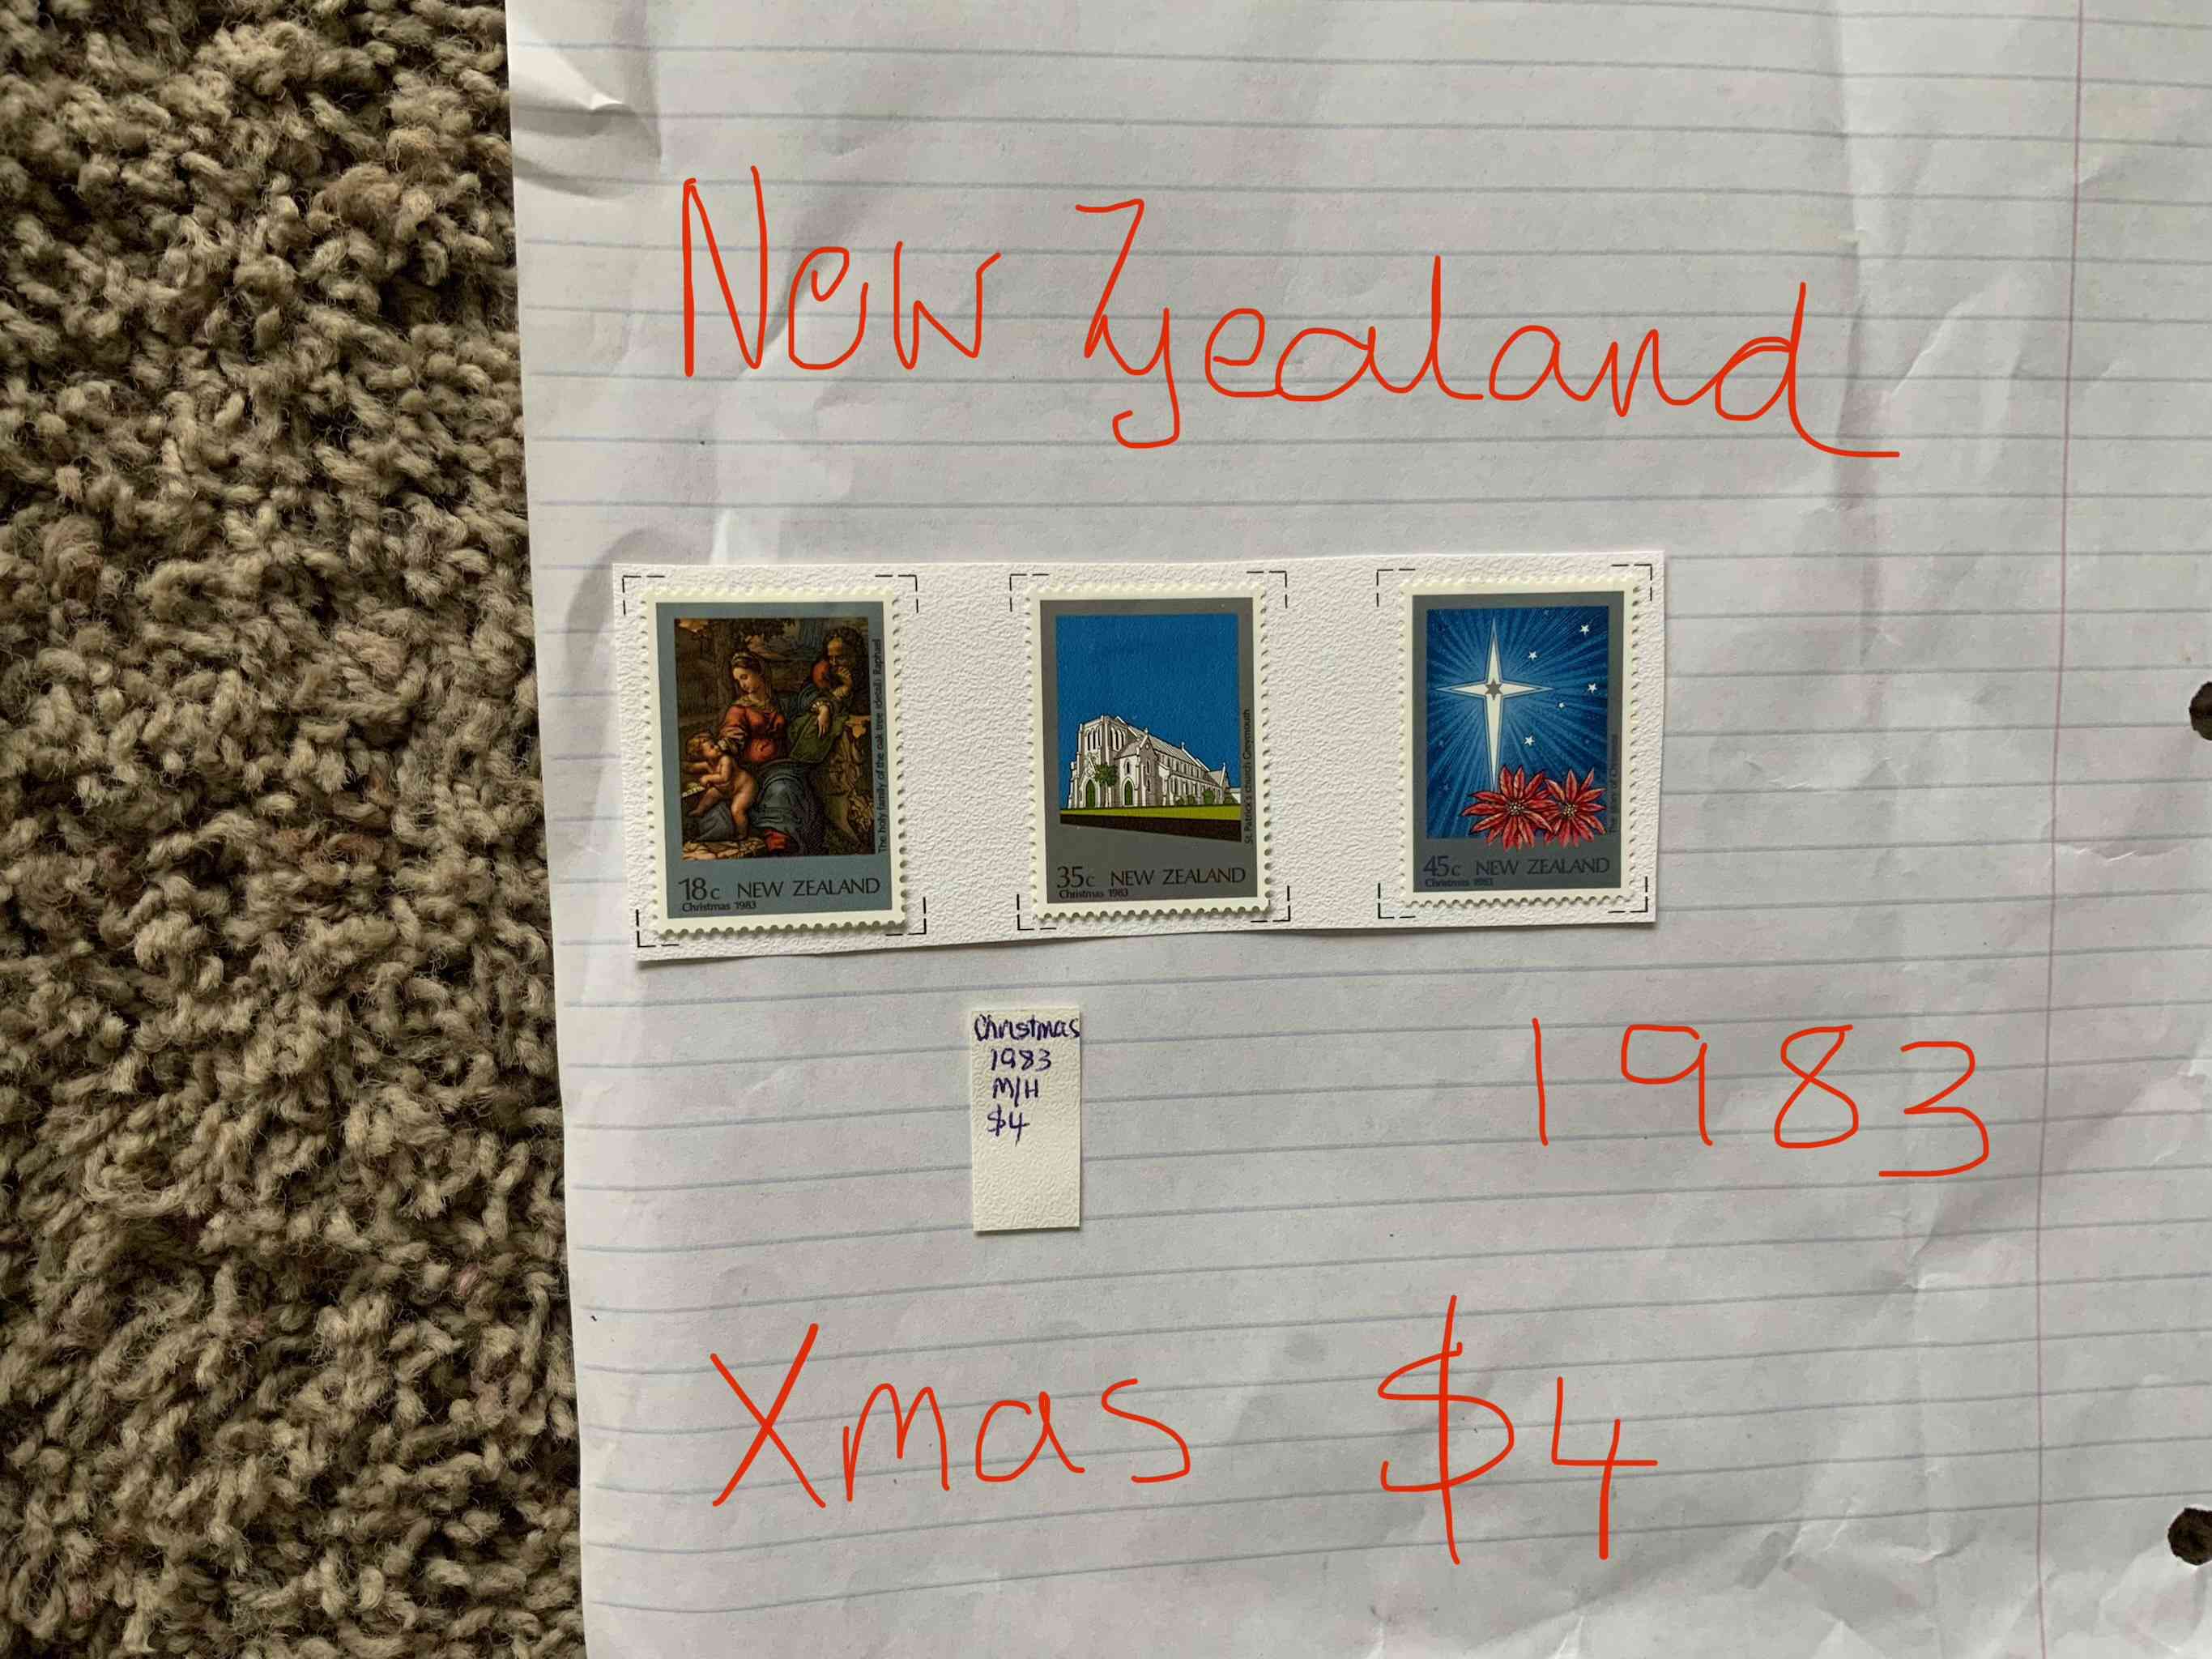 New Zyealand
The holy family of the oak tree (detail) Raphael
18c NEW ZEALAND
Christmas 1983
St. Patrick's church Greymouth
35c NEW ZEALAND
Christmas 1983
The star of Christmas
45c NEW ZEALAND
Christmas 1983
Christmas
1983
M/H
$4
1983
Xmas $4